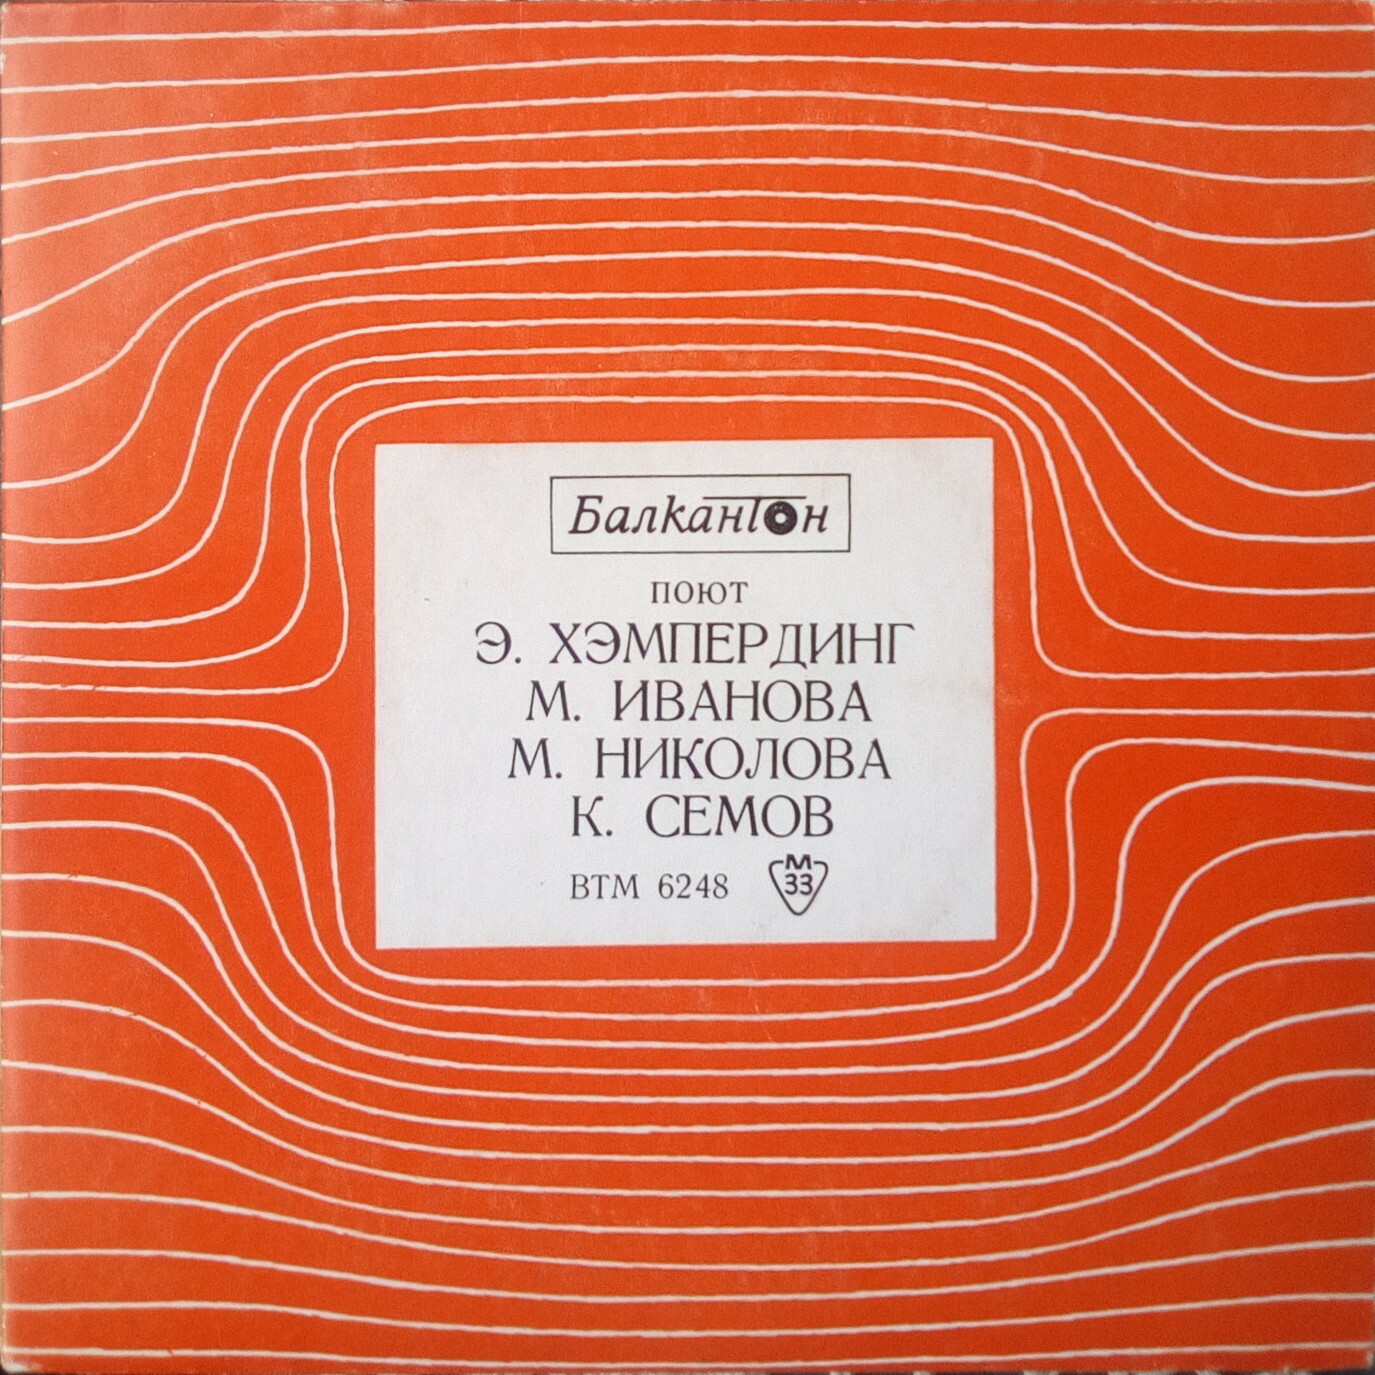 Балкантон
ПОЮТ
Э. ХЭМПЕРДИНГ
М. ИВАНОВА
М. НИКОЛОВА
К. СЕМОВ
ВТМ 6248
М
33